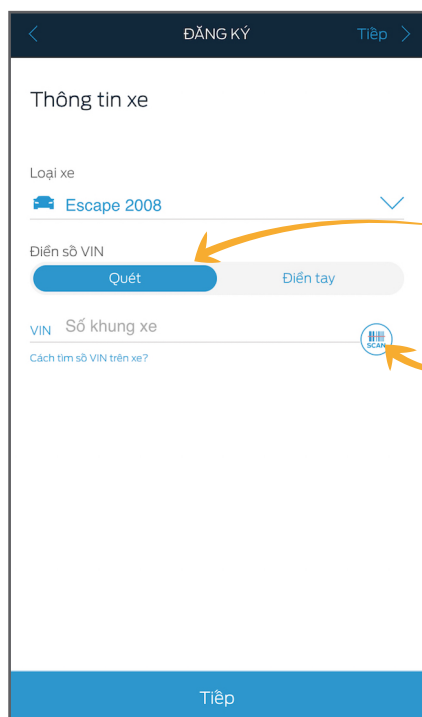 ĐĂNG KÝ Tiếp
Thông tin xe
Loại xe
Escape 2008
Điền số VIN
Quét Điền tay
VIN Số khung xe
SCAN
Cách tìm số VIN trên xe?
Tiếp